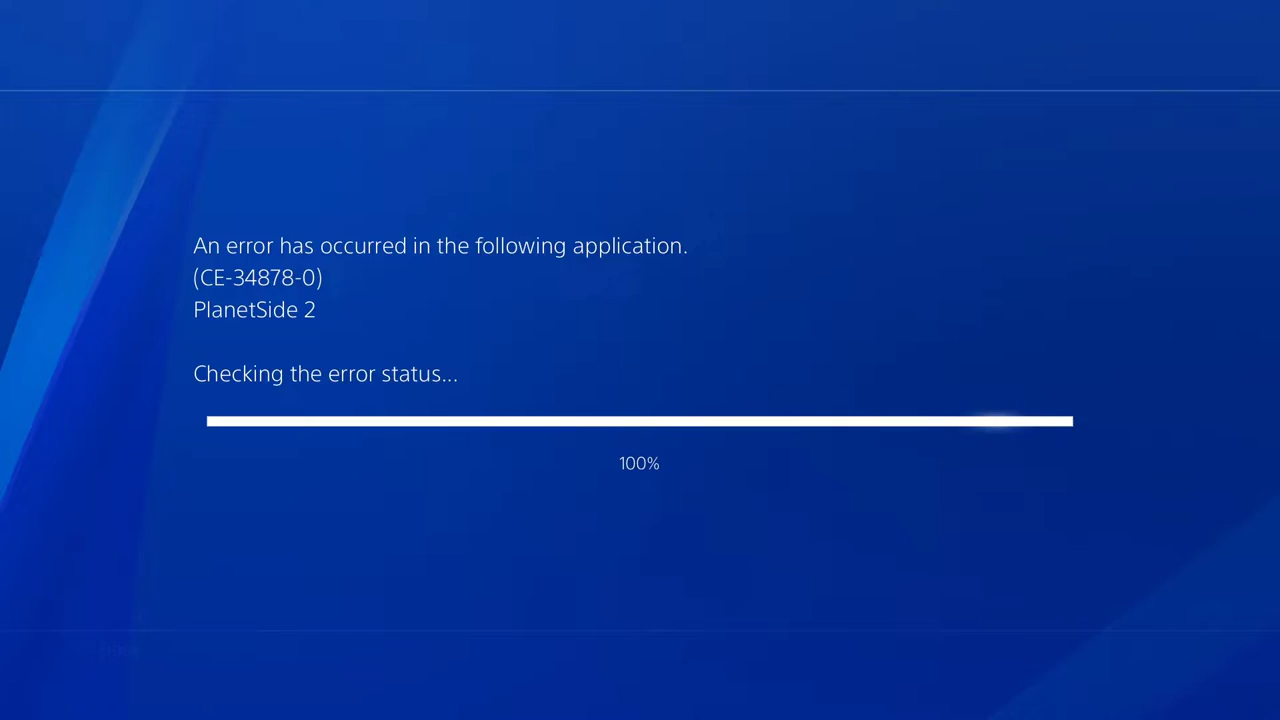 An error has occurred in the following application.
(CE-34878-0)
PlanetSide 2
Checking the error status...
100%